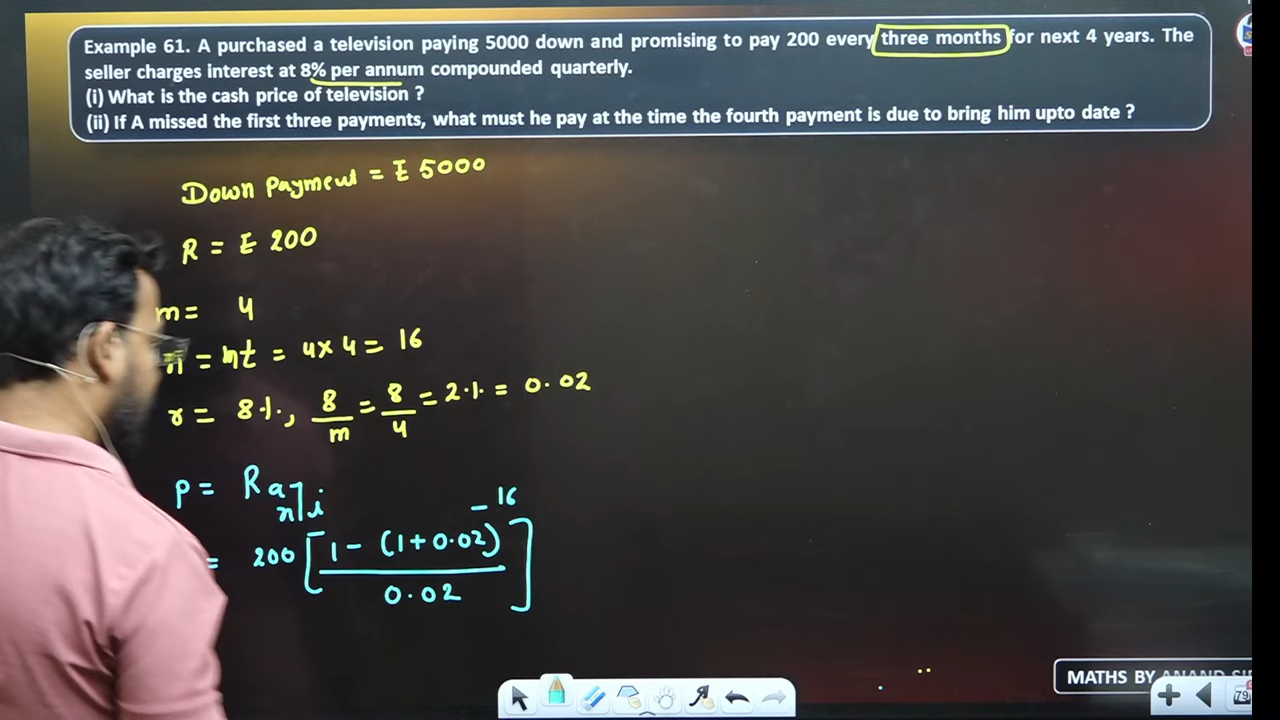 Example 61. A purchased a television paying 5000 down and promising to pay 200 every three months for next 4 years. The
seller charges interest at 8% per annum compounded quarterly.
(i) What is the cash price of television ?
(ii) If A missed the first three payments, what must he pay at the time the fourth payment is due to bring him upto date ?
Down Payment = ₹ 5000
R = ₹ 200
m = 4
= mt = 4×4 = 16
r = 8%, 8/m = 8/4 = 2% = 0.02
P = R a n⌉i
= 200 [ 1 - (1+0.02)^-16 / 0.02 ]
MATHS BY ANAND
79